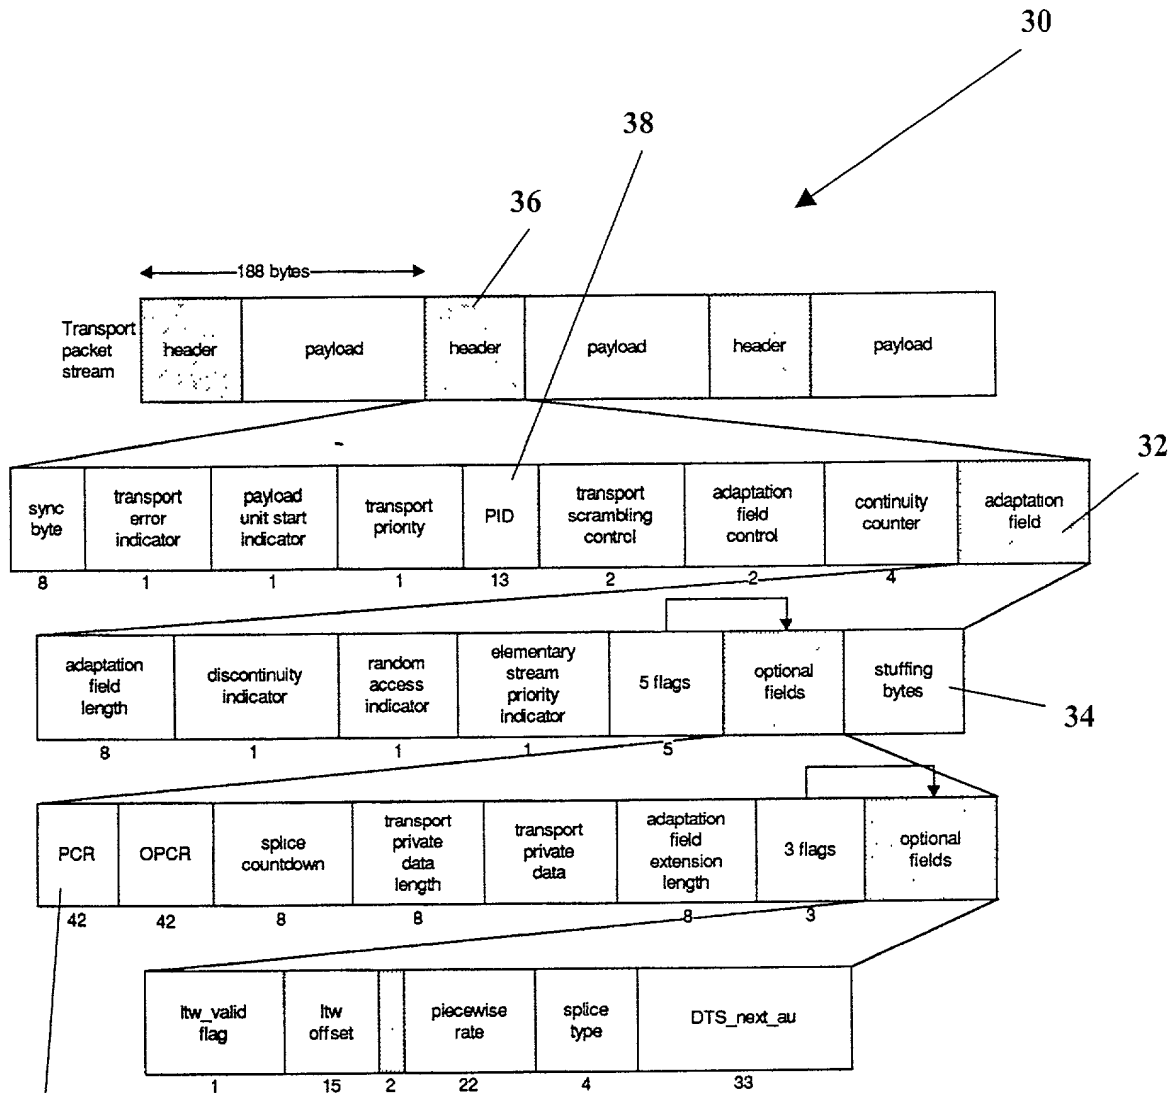 30
38
36
188 bytes
Transport
packet
stream
header
payload
header
payload
header
payload
32
sync
byte
transport
error
indicator
payload
unit start
indicator
transport
priority
PID
transport
scrambling
control
adaptation
field
control
continuity
counter
adaptation
field
8
1
1
1
13
2
2
4
adaptation
field
length
discontinuity
indicator
random
access
indicator
elementary
stream
priority
indicator
5 flags
optional
fields
stuffing
bytes
34
8
1
1
1
5
PCR
OPCR
splice
countdown
transport
private
data
length
transport
private
data
adaptation
field
extension
length
3 flags
optional
fields
42
42
8
8
8
3
ltw_valid
flag
ltw
offset
piecewise
rate
splice
type
DTS_next_au
1
15
2
22
4
33